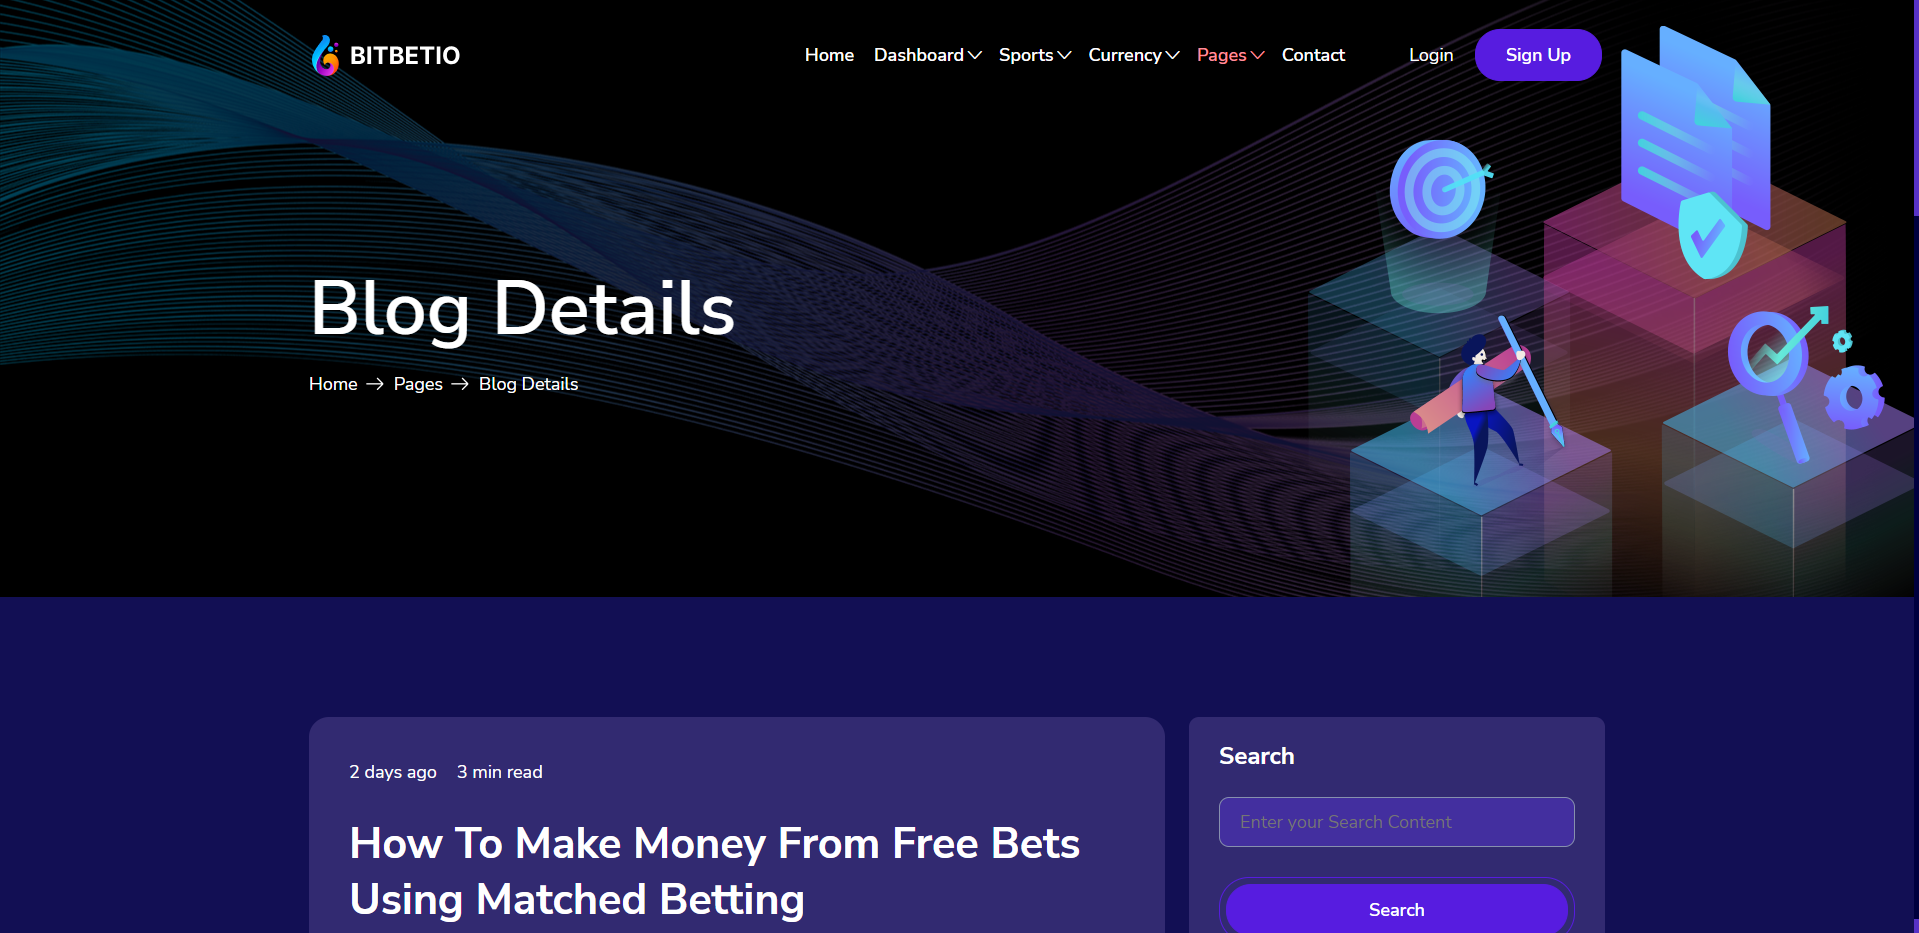 BITBETIO
Home Dashboard Sports Currency Pages Contact Login Sign Up
Blog Details
Home → Pages → Blog Details
2 days ago 3 min read
How To Make Money From Free Bets
Using Matched Betting
Search
Enter your Search Content
Search